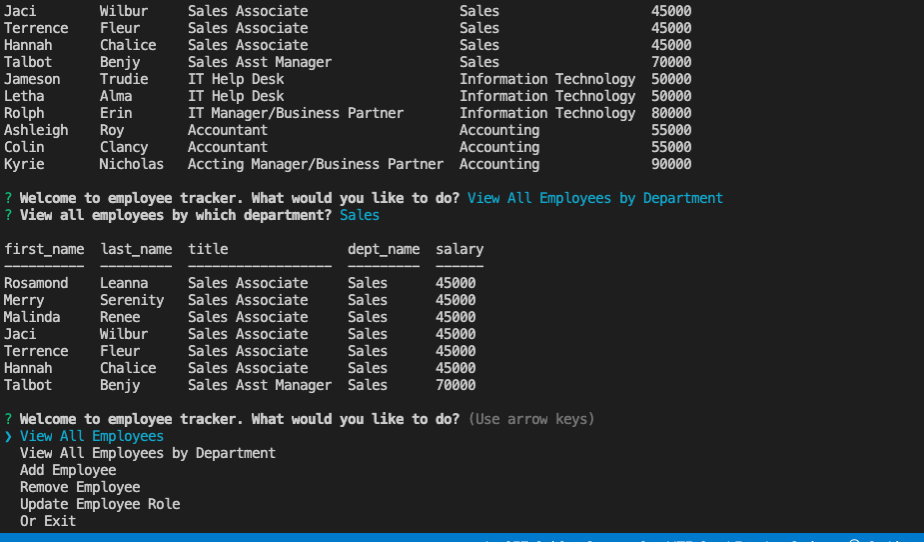 Jaci Wilbur Sales Associate Sales 45000
Terrence Fleur Sales Associate Sales 45000
Hannah Chalice Sales Associate Sales 45000
Talbot Benjy Sales Asst Manager Sales 70000
Jameson Trudie IT Help Desk Information Technology 50000
Letha Alma IT Help Desk Information Technology 50000
Rolph Erin IT Manager/Business Partner Information Technology 80000
Ashleigh Roy Accountant Accounting 55000
Colin Clancy Accountant Accounting 55000
Kyrie Nicholas Accting Manager/Business Partner Accounting 90000
? Welcome to employee tracker. What would you like to do? View All Employees by Department
? View all employees by which department? Sales
first_name last_name title dept_name salary
Rosamond Leanna Sales Associate Sales 45000
Merry Serenity Sales Associate Sales 45000
Malinda Renee Sales Associate Sales 45000
Jaci Wilbur Sales Associate Sales 45000
Terrence Fleur Sales Associate Sales 45000
Hannah Chalice Sales Associate Sales 45000
Talbot Benjy Sales Asst Manager Sales 70000
? Welcome to employee tracker. What would you like to do? (Use arrow keys)
❯ View All Employees
View All Employees by Department
Add Employee
Remove Employee
Update Employee Role
Or Exit